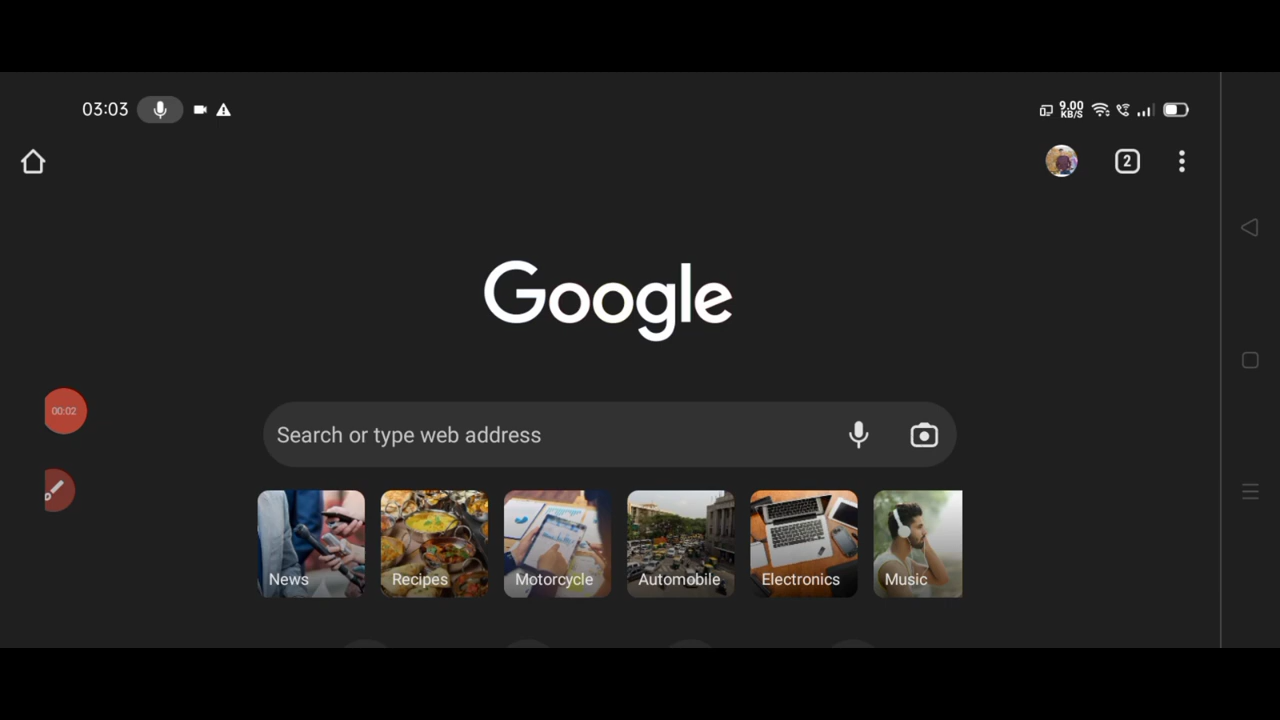 03:03
9.00
KB/S
2
Google
00:02
Search or type web address
News
Recipes
Motorcycle
Automobile
Electronics
Music